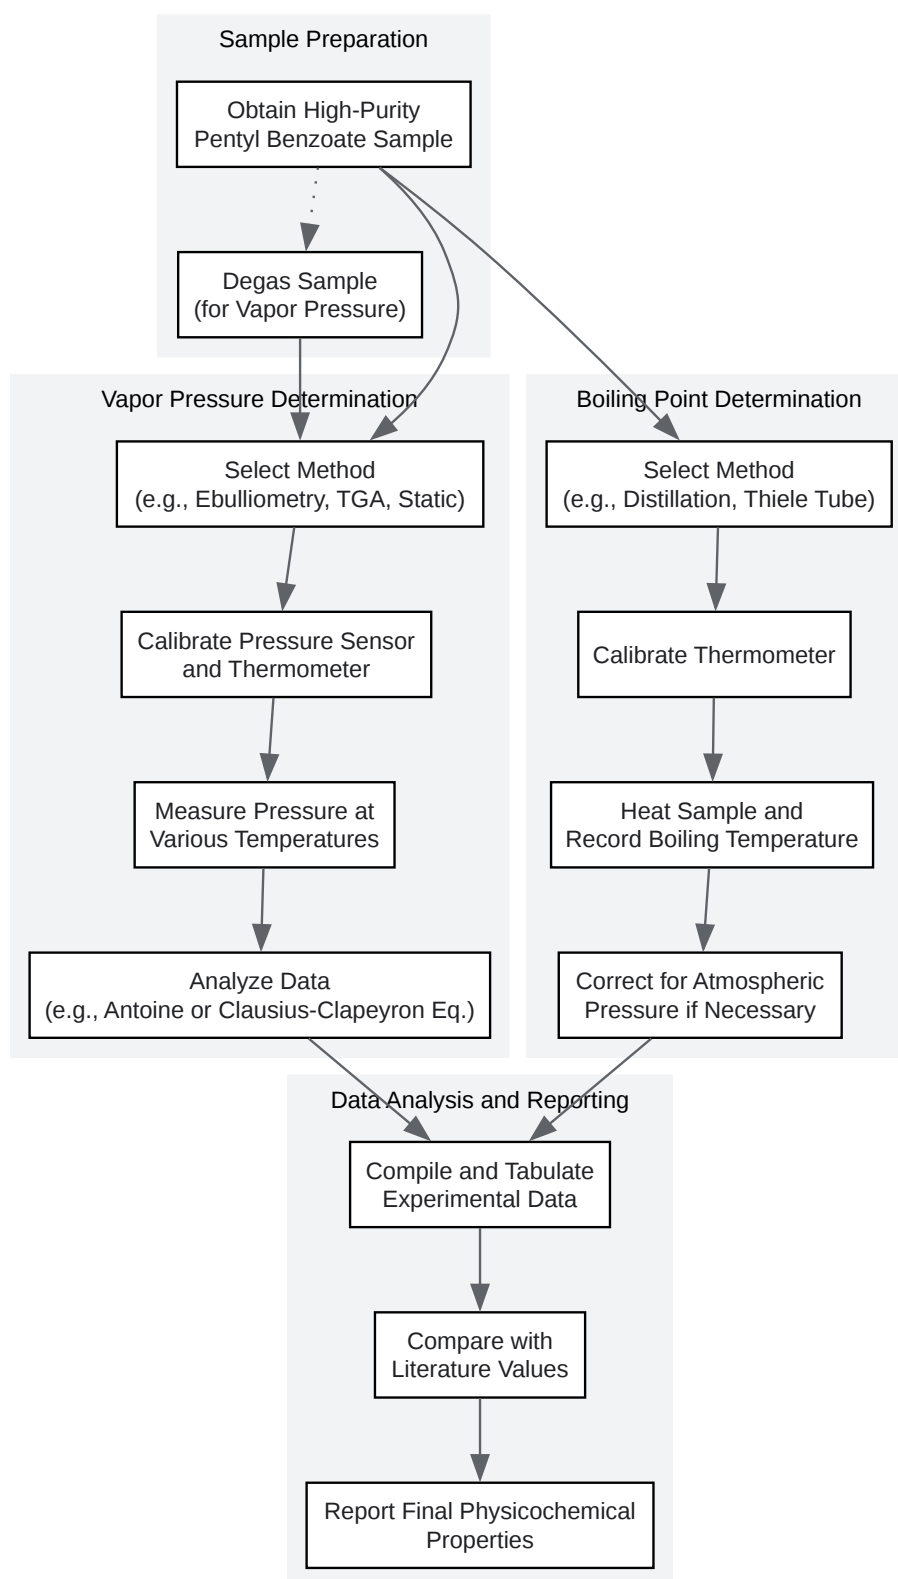 Sample Preparation
Obtain High-Purity
Pentyl Benzoate Sample
Degas Sample
(for Vapor Pressure)
Vapor Pressure Determination
Select Method
(e.g., Ebulliometry, TGA, Static)
Calibrate Pressure Sensor
and Thermometer
Measure Pressure at
Various Temperatures
Analyze Data
(e.g., Antoine or Clausius-Clapeyron Eq.)
Boiling Point Determination
Select Method
(e.g., Distillation, Thiele Tube)
Calibrate Thermometer
Heat Sample and
Record Boiling Temperature
Correct for Atmospheric
Pressure if Necessary
Data Analysis and Reporting
Compile and Tabulate
Experimental Data
Compare with
Literature Values
Report Final Physicochemical
Properties